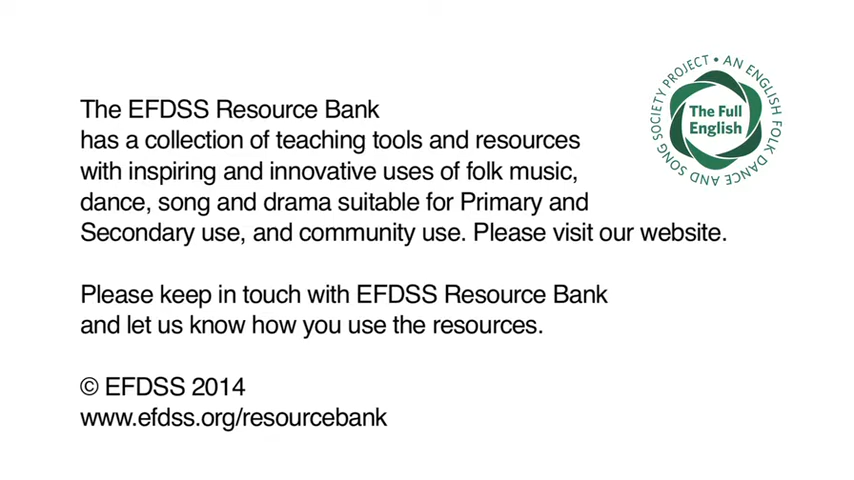 The EFDSS Resource Bank
has a collection of teaching tools and resources
with inspiring and innovative uses of folk music,
dance, song and drama suitable for Primary and
Secondary use, and community use. Please visit our website.
Please keep in touch with EFDSS Resource Bank
and let us know how you use the resources.
© EFDSS 2014
www.efdss.org/resourcebank
The Full
English
AN ENGLISH FOLK DANCE AND SONG SOCIETY PROJECT •